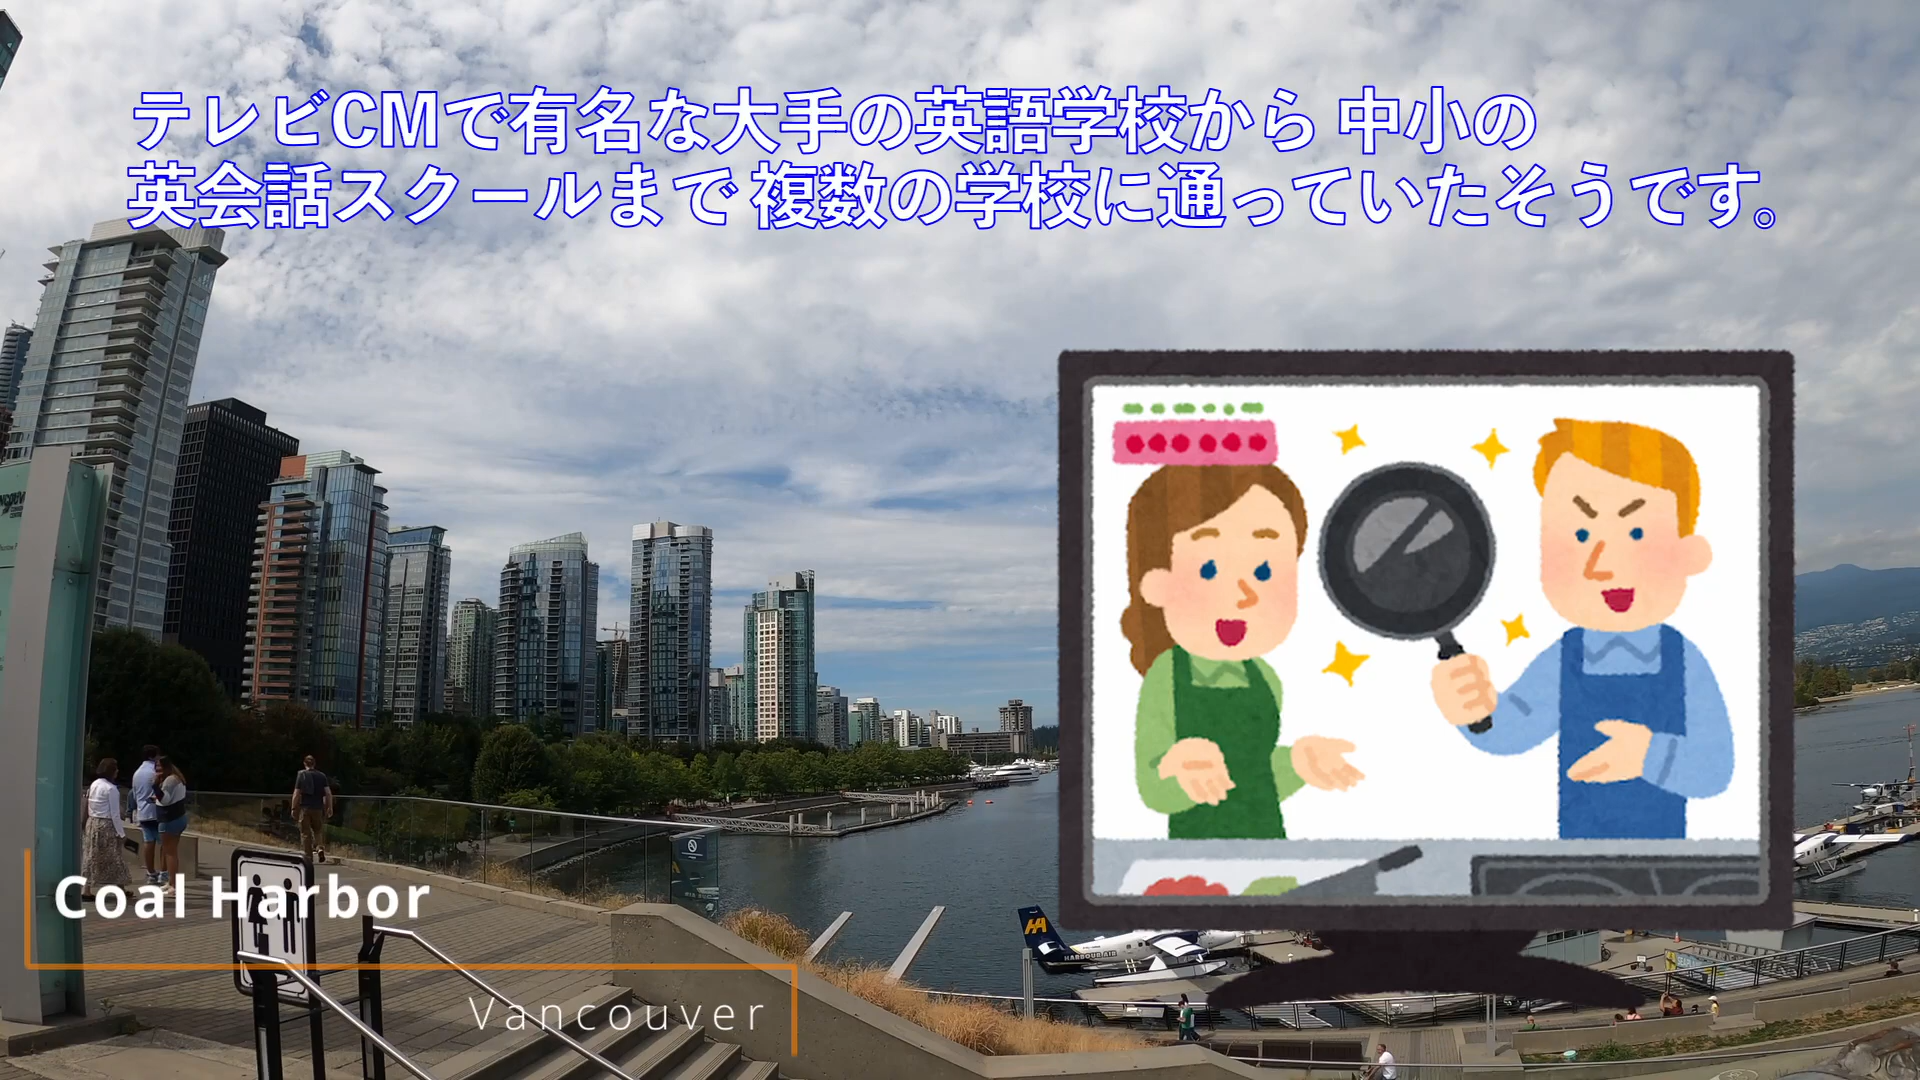 テレビCMで有名な大手の英語学校から 中小の
英会話スクールまで 複数の学校に通っていたそうです。
Coal Harbor
Vancouver
HARBOUR AIR